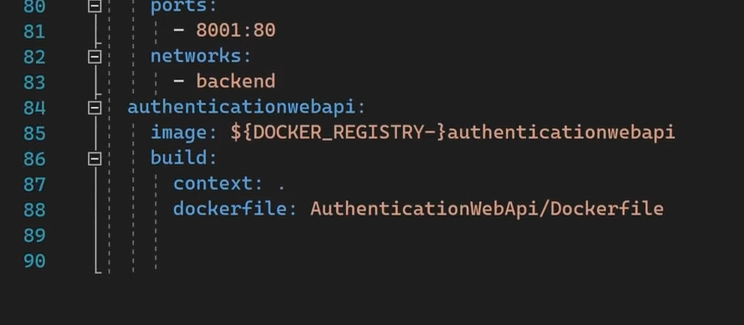 80 ports:
81 - 8001:80
82 networks:
83 - backend
84 authenticationwebapi:
85 image: ${DOCKER_REGISTRY-}authenticationwebapi
86 build:
87 context: .
88 dockerfile: AuthenticationWebApi/Dockerfile
89
90